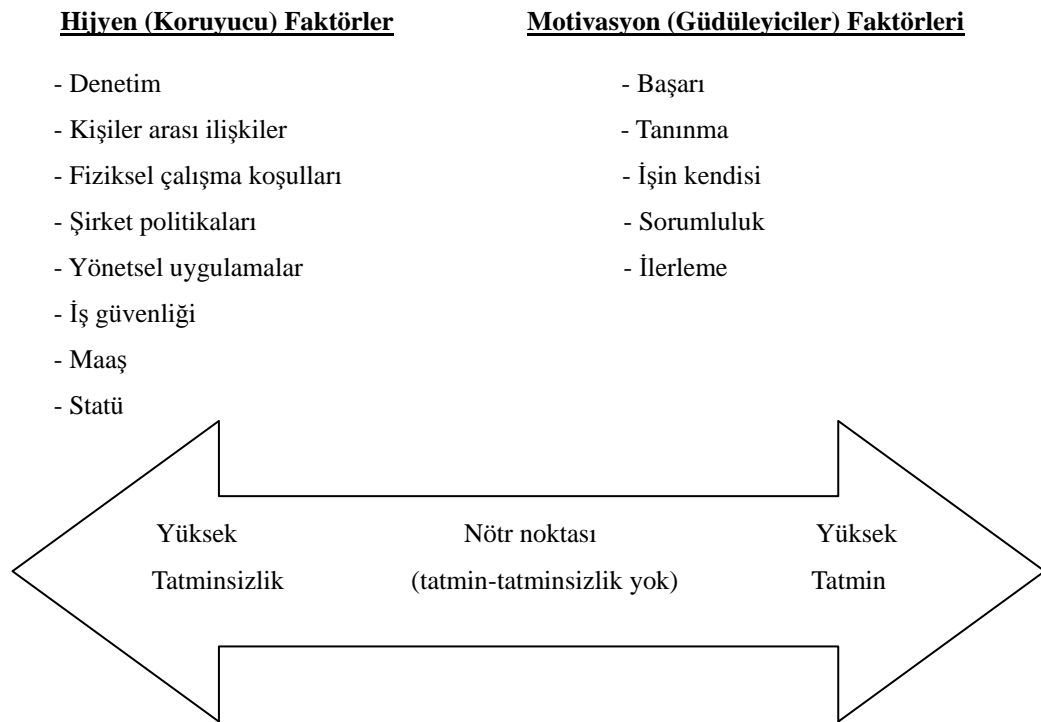 Hijyen (Koruyucu) Faktörler
- Denetim
- Kişiler arası ilişkiler
- Fiziksel çalışma koşulları
- Şirket politikaları
- Yönetsel uygulamalar
- İş güvenliği
- Maaş
- Statü
Motivasyon (Güdüleyiciler) Faktörleri
- Başarı
- Tanınma
- İşin kendisi
- Sorumluluk
- İlerleme
Yüksek
Tatminsizlik
Nötr noktası
(tatmin-tatminsizlik yok)
Yüksek
Tatmin